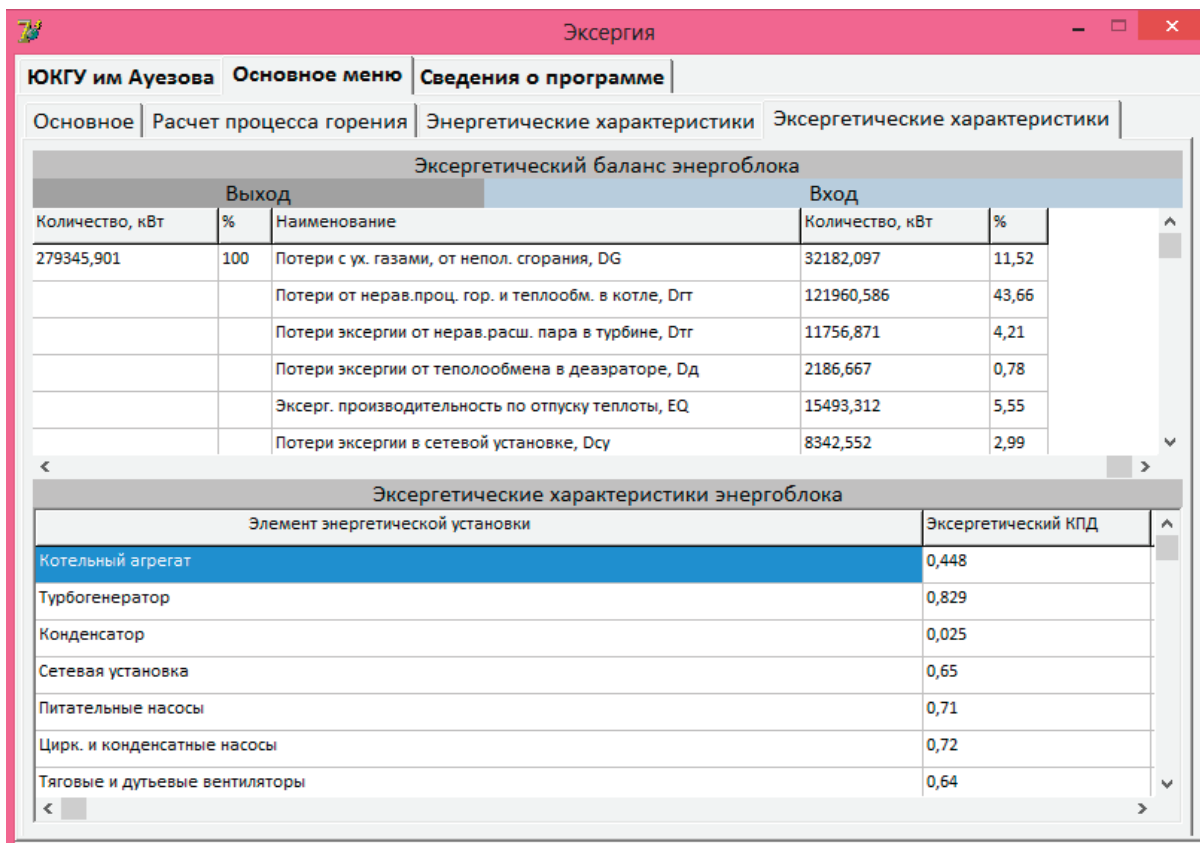 Эксергия
ЮКГУ им Ауезова Основное меню Сведения о программе
Основное Расчет процесса горения Энергетические характеристики Эксергетические характеристики
Эксергетический баланс энергоблока
Выход Вход
Количество, кВт % Наименование Количество, кВт %
279345,901 100 Потери с ух. газами, от непол. сгорания, DG 32182,097 11,52
Потери от нерав.проц. гор. и теплообм. в котле, Dгт 121960,586 43,66
Потери эксергии от нерав.расш. пара в турбине, Dтг 11756,871 4,21
Потери эксергии от теполообмена в деаэраторе, Dд 2186,667 0,78
Эксерг. производительность по отпуску теплоты, EQ 15493,312 5,55
Потери эксергии в сетевой установке, Dсу 8342,552 2,99
Эксергетические характеристики энергоблока
Элемент энергетической установки Эксергетический КПД
Котельный агрегат 0,448
Турбогенератор 0,829
Конденсатор 0,025
Сетевая установка 0,65
Питательные насосы 0,71
Цирк. и конденсатные насосы 0,72
Тяговые и дутьевые вентиляторы 0,64